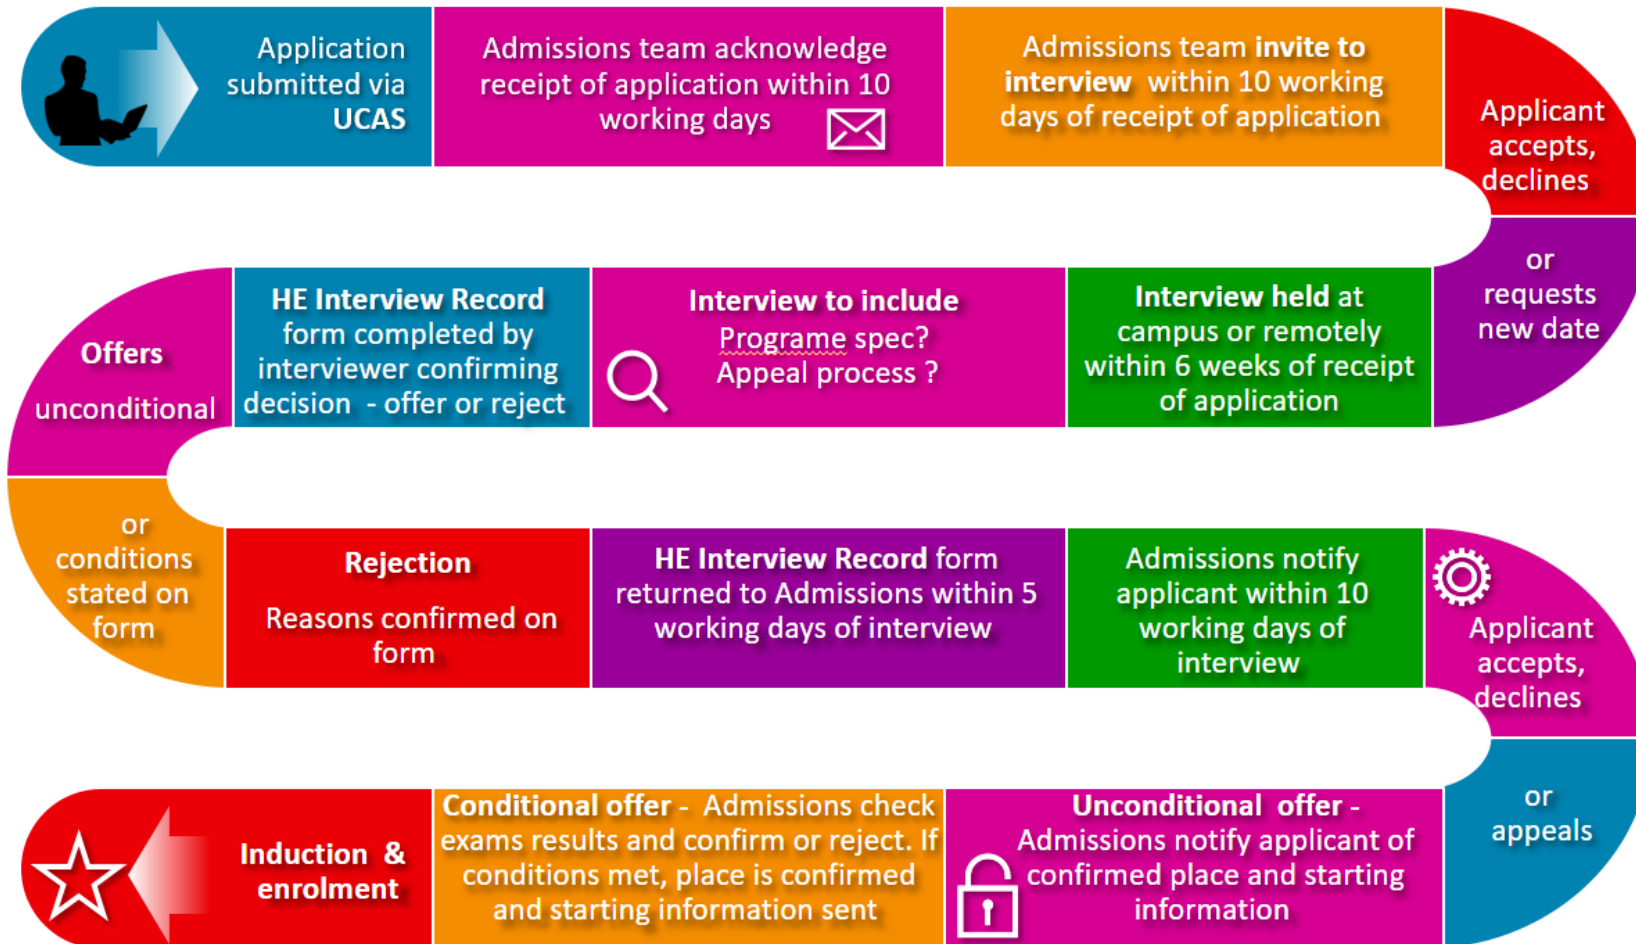 Application
submitted via
UCAS
Admissions team acknowledge
receipt of application within 10
working days
Admissions team invite to
interview within 10 working
days of receipt of application
Applicant
accepts,
declines
or
requests
new date
Interview held at
campus or remotely
within 6 weeks of receipt
of application
Interview to include
Programe spec?
Appeal process ?
HE Interview Record
form completed by
interviewer confirming
decision - offer or reject
Offers
unconditional
or
conditions
stated on
form
Rejection
Reasons confirmed on
form
HE Interview Record form
returned to Admissions within 5
working days of interview
Admissions notify
applicant within 10
working days of
interview
Applicant
accepts,
declines
or
appeals
Unconditional offer -
Admissions notify applicant of
confirmed place and starting
information
Conditional offer - Admissions check
exams results and confirm or reject. If
conditions met, place is confirmed
and starting information sent
Induction &
enrolment